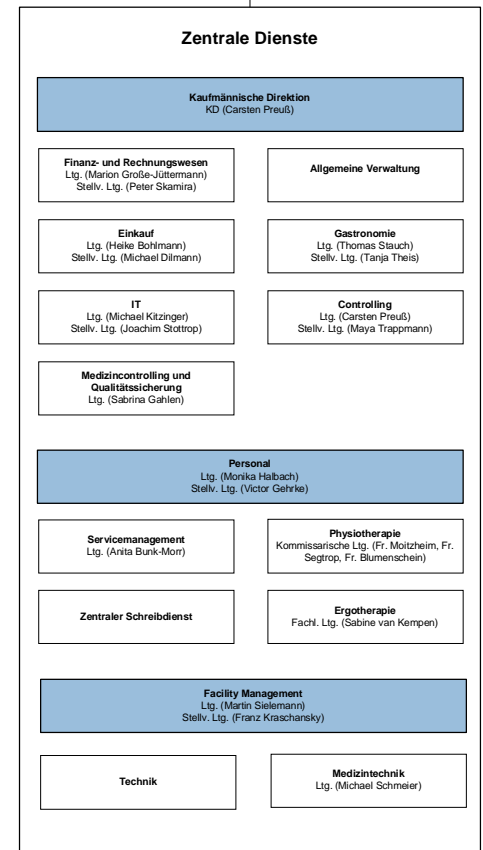 Zentrale Dienste
Kaufmännische Direktion
KD (Carsten Preuß)
Finanz- und Rechnungswesen
Ltg. (Marion Große-Jüttermann)
Stellv. Ltg. (Peter Skamira)
Allgemeine Verwaltung
Einkauf
Ltg. (Heike Bohlmann)
Stellv. Ltg. (Michael Dilmann)
Gastronomie
Ltg. (Thomas Stauch)
Stellv. Ltg. (Tanja Theis)
IT
Ltg. (Michael Kitzinger)
Stellv. Ltg. (Joachim Stottrop)
Controlling
Ltg. (Carsten Preuß)
Stellv. Ltg. (Maya Trappmann)
Medizincontrolling und
Qualitätssicherung
Ltg. (Sabrina Gahlen)
Personal
Ltg. (Monika Halbach)
Stellv. Ltg. (Victor Gehrke)
Servicemanagement
Ltg. (Anita Bunk-Morr)
Physiotherapie
Kommissarische Ltg. (Fr. Moitzheim, Fr.
Segtrop, Fr. Blumenschein)
Zentraler Schreibdienst
Ergotherapie
Fachl. Ltg. (Sabine van Kempen)
Facility Management
Ltg. (Martin Sielemann)
Stellv. Ltg. (Franz Kraschansky)
Technik
Medizintechnik
Ltg. (Michael Schmeier)